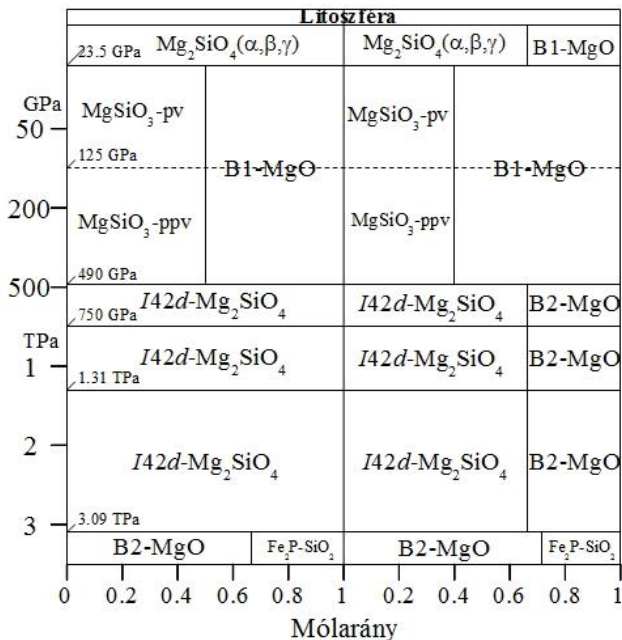 Litoszféra
Mg₂SiO₄(α,β,γ) Mg₂SiO₄(α,β,γ) B1-MgO
23.5 GPa
GPa
MgSiO₃-pv MgSiO₃-pv
50
125 GPa
B1-MgO B1-MgO
200
MgSiO₃-ppv MgSiO₃-ppv
490 GPa
500
I42d-Mg₂SiO₄ I42d-Mg₂SiO₄ B2-MgO
750 GPa
TPa
1
I42d-Mg₂SiO₄ I42d-Mg₂SiO₄ B2-MgO
1.31 TPa
2
I42d-Mg₂SiO₄ I42d-Mg₂SiO₄ B2-MgO
3
3.09 TPa
B2-MgO Fe₂P-SiO₂ B2-MgO Fe₂P-SiO₂
0 0.2 0.4 0.6 0.8 1 0.2 0.4 0.6 0.8 1
Mólarány